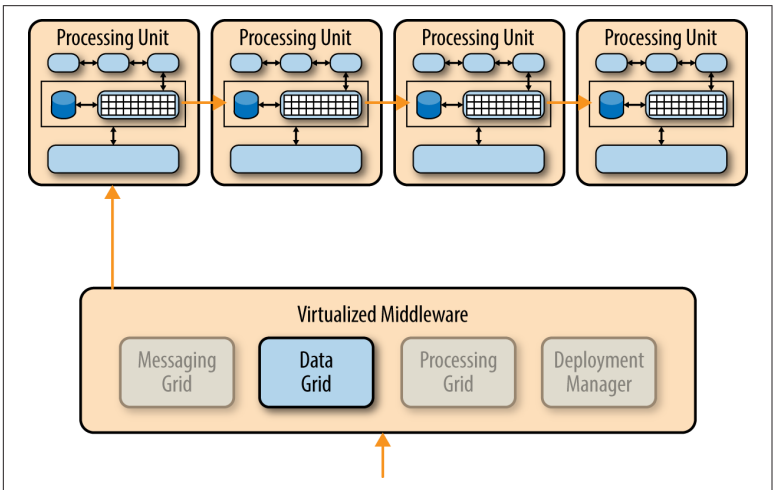 Processing Unit
Processing Unit
Processing Unit
Processing Unit
Virtualized Middleware
Messaging
Grid
Data
Grid
Processing
Grid
Deployment
Manager